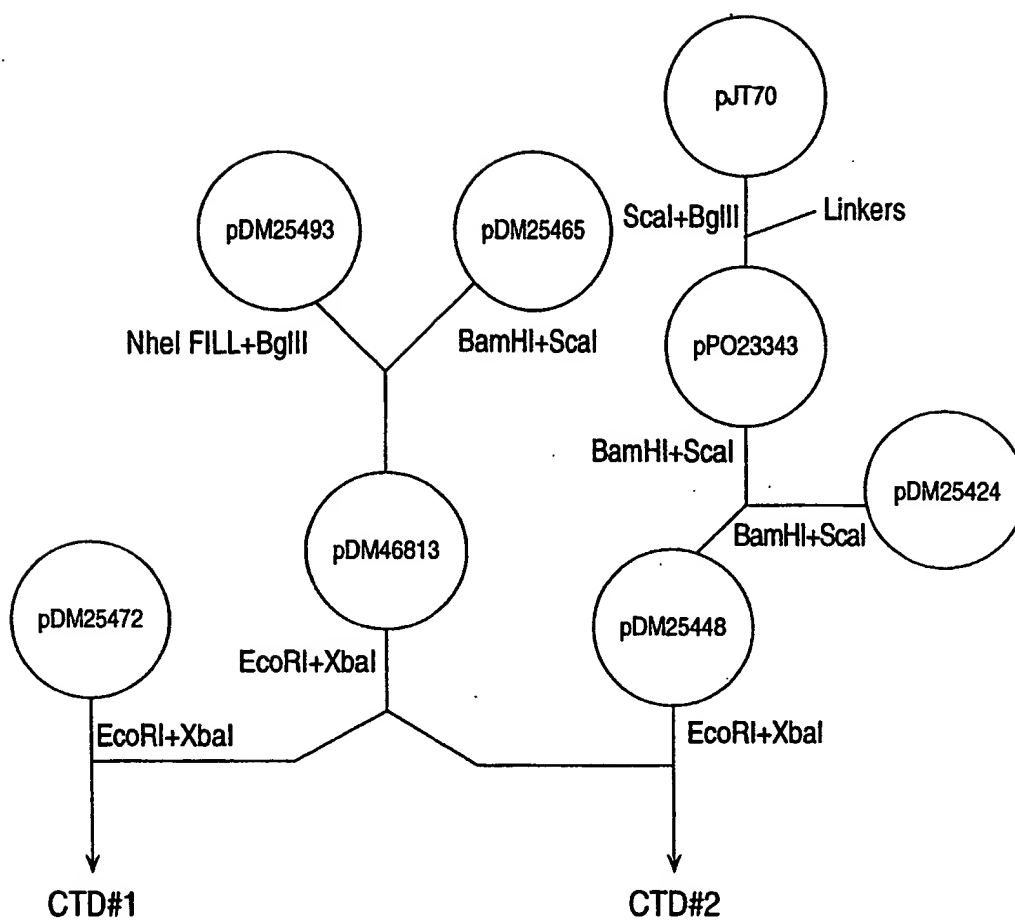 pJT70
ScaI+BglII
Linkers
pDM25493
pDM25465
NheI FILL+BglII
BamHI+ScaI
pPO23343
BamHI+ScaI
pDM25424
BamHI+ScaI
pDM46813
pDM25472
pDM25448
EcoRI+XbaI
EcoRI+XbaI
EcoRI+XbaI
CTD#1
CTD#2